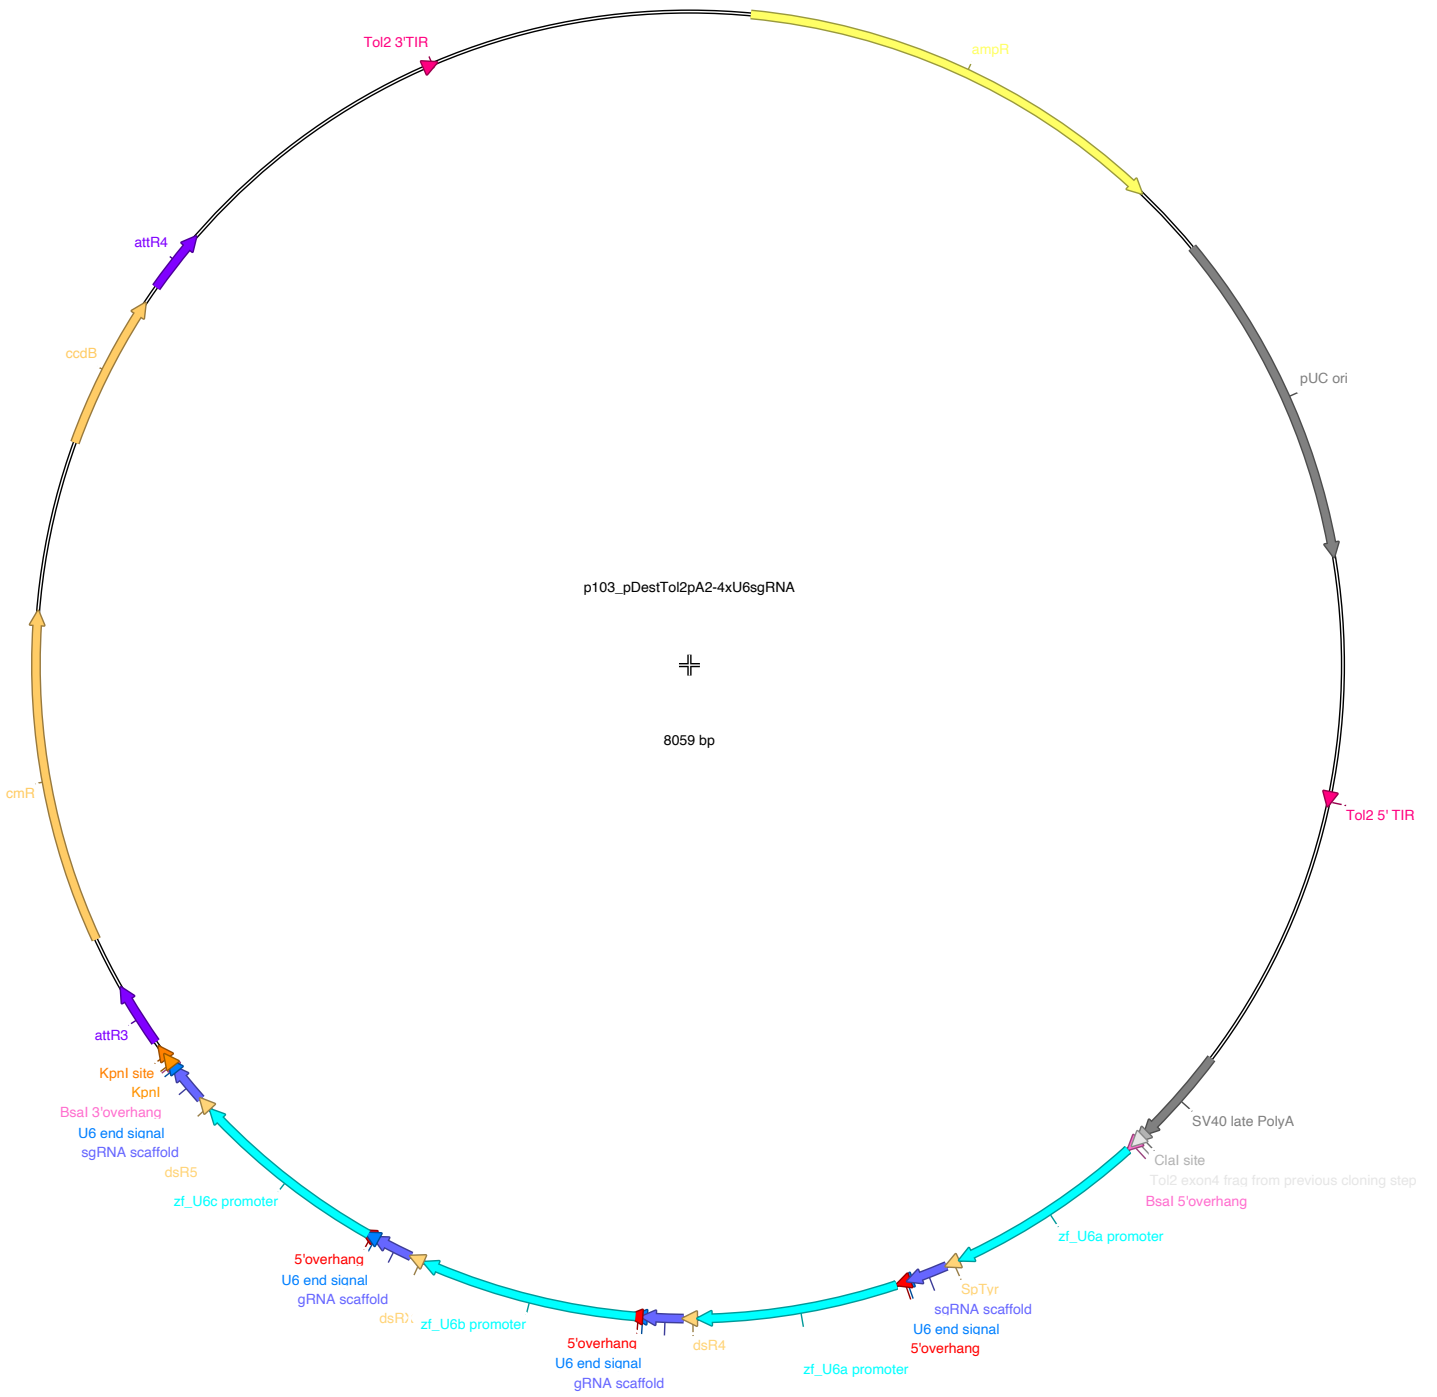 Tol2 3'TIR
ampR
attR4
ccdB
pUC ori
p103_pDestTol2pA2-4xU6sgRNA
8059 bp
cmR
Tol2 5' TIR
attR3
KpnI site
KpnI
BsaI 3'overhang
U6 end signal
sgRNA scaffold
dsR5
zf_U6c promoter
SV40 late PolyA
ClaI site
Tol2 exon4 frag from previous cloning step
BsaI 5'overhang
zf_U6a promoter
5'overhang
U6 end signal
gRNA scaffold
zf_U6b promoter
SpTyr
sgRNA scaffold
U6 end signal
5'overhang
5'overhang
U6 end signal
gRNA scaffold
dsR4
zf_U6a promoter